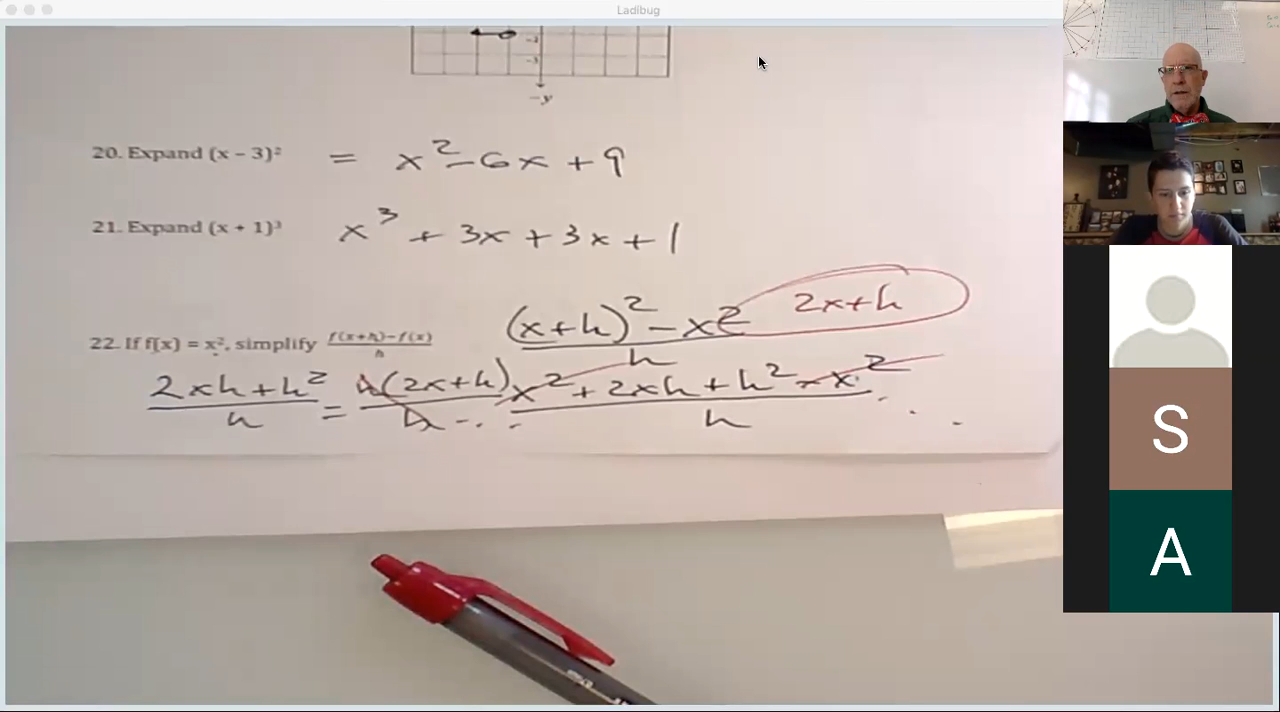 Ladibug
-y
20. Expand (x – 3)² = x² - 6x + 9
21. Expand (x + 1)³ x³ + 3x + 3x + 1
(x+h)² - x² 2x+h
22. If f(x) = x², simplify f(x+h)-f(x)/h h
2xh+h²/h = h(2x+h)/h x² + 2xh + h² - x²/h
S
A